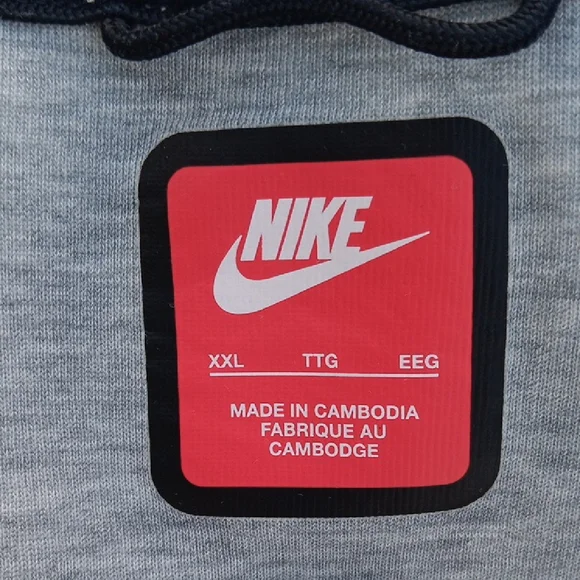 NIKE
XXL TTG EEG
MADE IN CAMBODIA
FABRIQUE AU
CAMBODGE